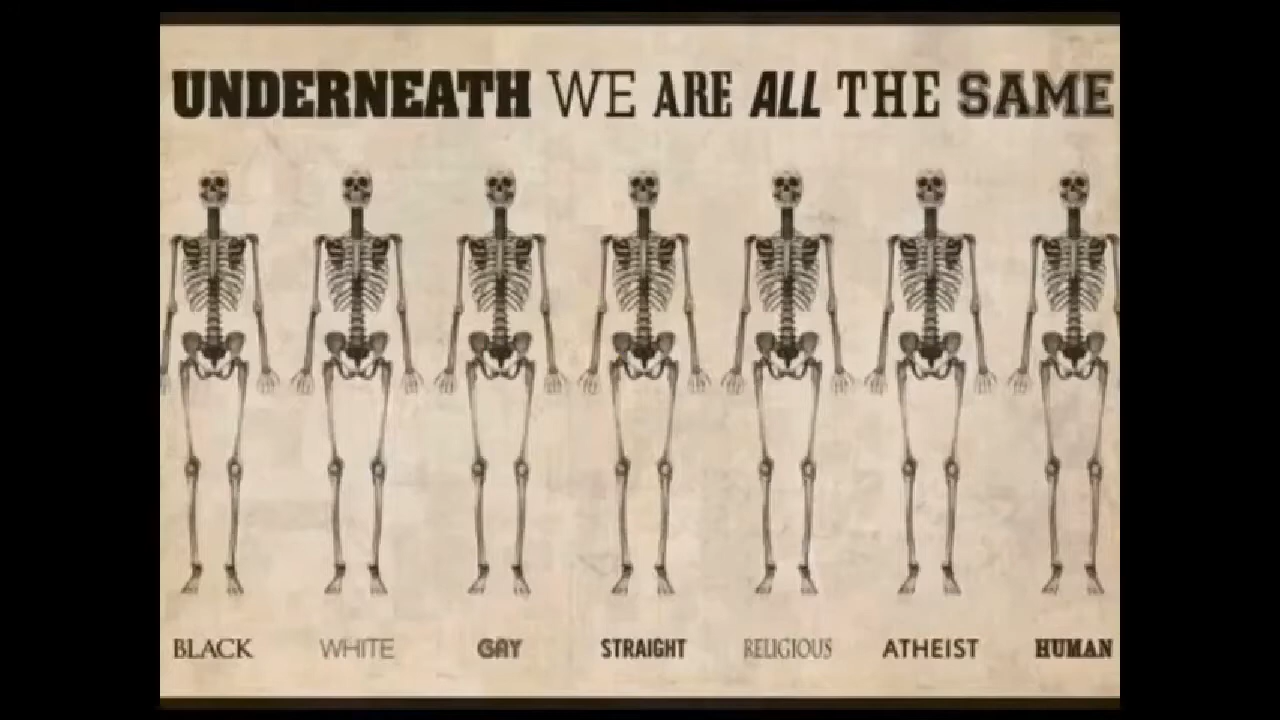 UNDERNEATH WE ARE ALL THE SAME
BLACK WHITE GAY STRAIGHT RELIGIOUS ATHEIST HUMAN